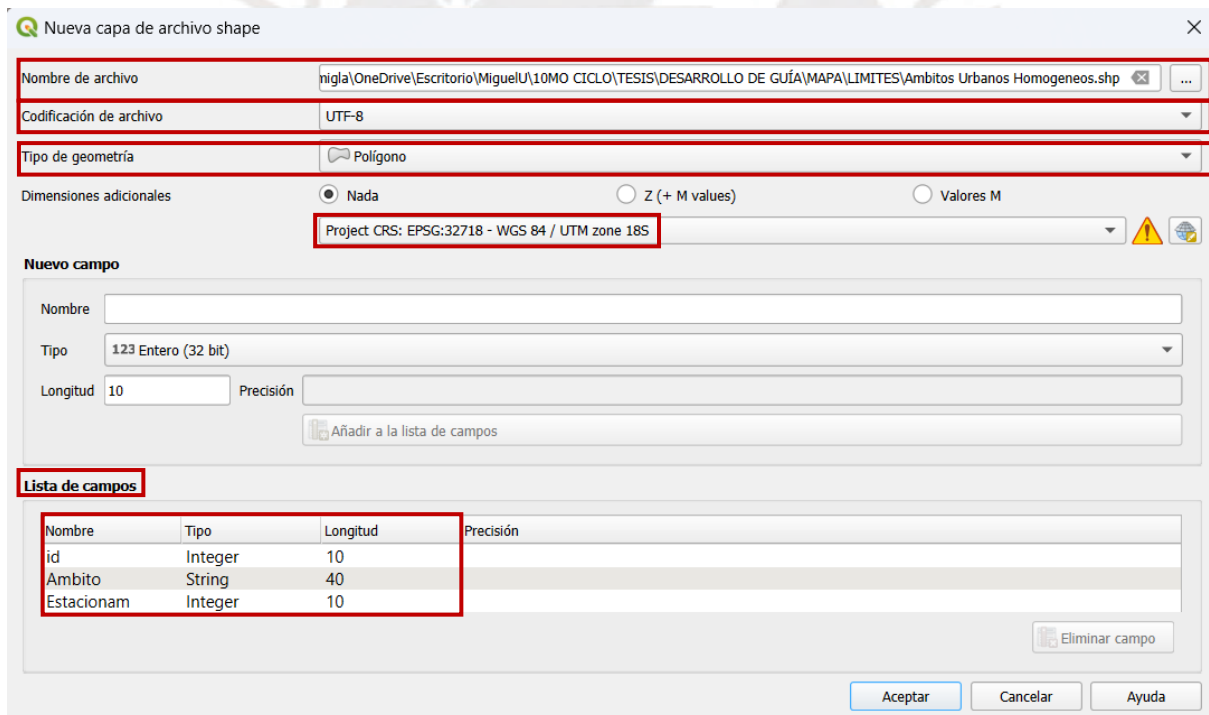 Nueva capa de archivo shape
Nombre de archivo nigla\OneDrive\Escritorio\MiguelU\10MO CICLO\TESIS\DESARROLLO DE GUÍA\MAPA\LIMITES\Ambitos Urbanos Homogeneos.shp ...
Codificación de archivo UTF-8
Tipo de geometría Polígono
Dimensiones adicionales Nada Z (+ M values) Valores M
Project CRS: EPSG:32718 - WGS 84 / UTM zone 18S
Nuevo campo
Nombre
Tipo 123 Entero (32 bit)
Longitud 10 Precisión
Añadir a la lista de campos
Lista de campos
Nombre Tipo Longitud Precisión
id Integer 10
Ambito String 40
Estacionam Integer 10
Eliminar campo
Aceptar Cancelar Ayuda